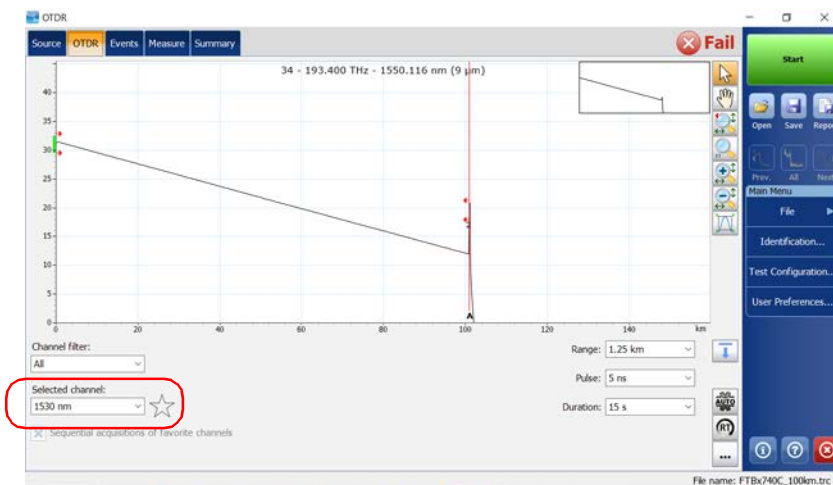 OTDR
Source OTDR Events Measure Summary
Fail
34 - 193.400 THz - 1550.116 nm (9 µm)
40
35
30
25
20
15
10
5
0
A
0 20 40 60 80 100 120 140 km
Channel filter:
All
Selected channel:
1530 nm
Sequential acquisitions of favorite channels
Range: 1.25 km
Pulse: 5 ns
Duration: 15 s
AUTO
RT
...
Start
Open Save Repo
Prev. All Next
Main Menu
File
Identification...
Test Configuration..
User Preferences...
File name: FTBx740C_100km.trc